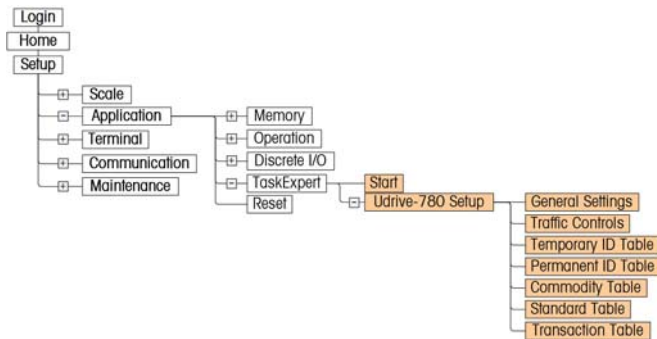 Login
Home
Setup
Scale
Application
Terminal
Communication
Maintenance
Memory
Operation
Discrete I/O
TaskExpert
Reset
Start
Udrive-780 Setup
General Settings
Traffic Controls
Temporary ID Table
Permanent ID Table
Commodity Table
Standard Table
Transaction Table